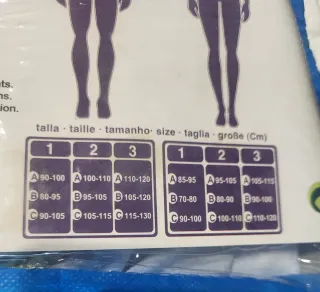 ts.
ns.
ion.
talla · taille · tamanho· size · taglia · große (Cm)
1 2 3
A 90-100 A 100-110 A 110-120
B 80-95 B 95-105 B 105-120
C 90-105 C 105-115 C 115-130
1 2 3
A 85-95 A 95-105 A 105-115
B 70-80 B 80-90 B 90-100
C 90-100 C 100-110 C 110-120